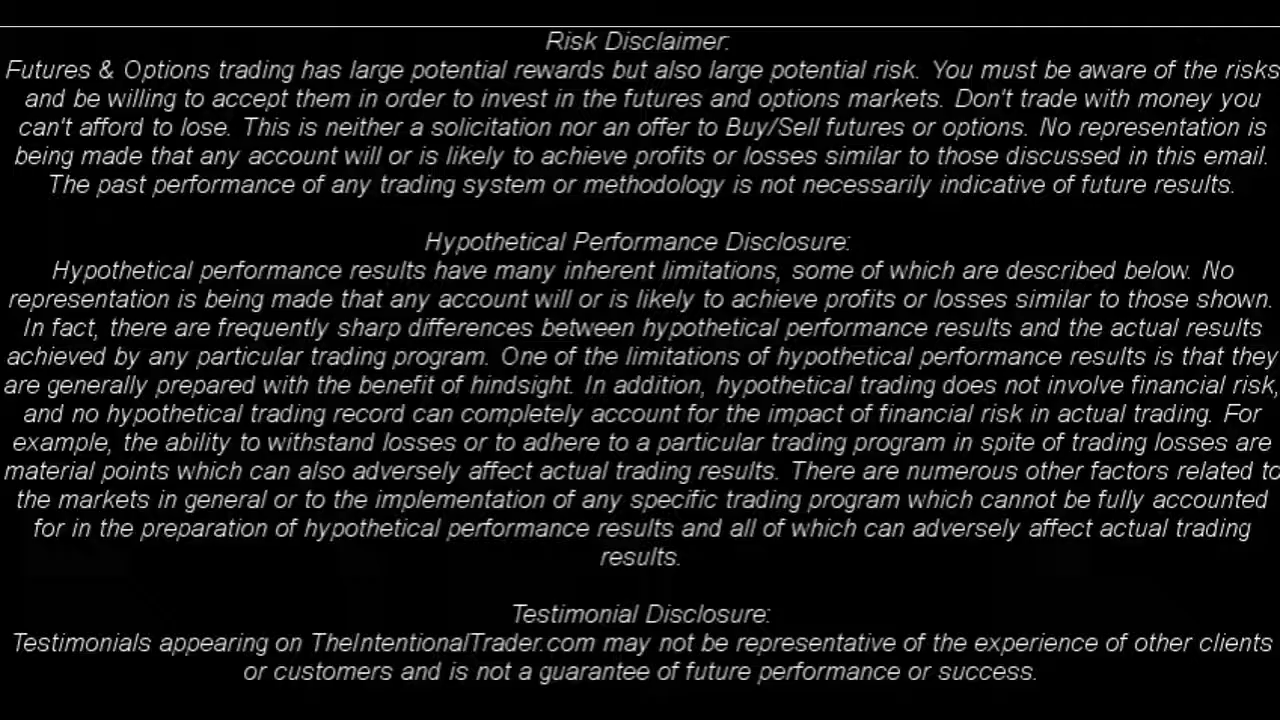 Risk Disclaimer:
Futures & Options trading has large potential rewards but also large potential risk. You must be aware of the risks
and be willing to accept them in order to invest in the futures and options markets. Don't trade with money you
can't afford to lose. This is neither a solicitation nor an offer to Buy/Sell futures or options. No representation is
being made that any account will or is likely to achieve profits or losses similar to those discussed in this email.
The past performance of any trading system or methodology is not necessarily indicative of future results.
Hypothetical Performance Disclosure:
Hypothetical performance results have many inherent limitations, some of which are described below. No
representation is being made that any account will or is likely to achieve profits or losses similar to those shown.
In fact, there are frequently sharp differences between hypothetical performance results and the actual results
achieved by any particular trading program. One of the limitations of hypothetical performance results is that they
are generally prepared with the benefit of hindsight. In addition, hypothetical trading does not involve financial risk,
and no hypothetical trading record can completely account for the impact of financial risk in actual trading. For
example, the ability to withstand losses or to adhere to a particular trading program in spite of trading losses are
material points which can also adversely affect actual trading results. There are numerous other factors related to
the markets in general or to the implementation of any specific trading program which cannot be fully accounted
for in the preparation of hypothetical performance results and all of which can adversely affect actual trading
results.
Testimonial Disclosure:
Testimonials appearing on TheIntentionalTrader.com may not be representative of the experience of other clients
or customers and is not a guarantee of future performance or success.